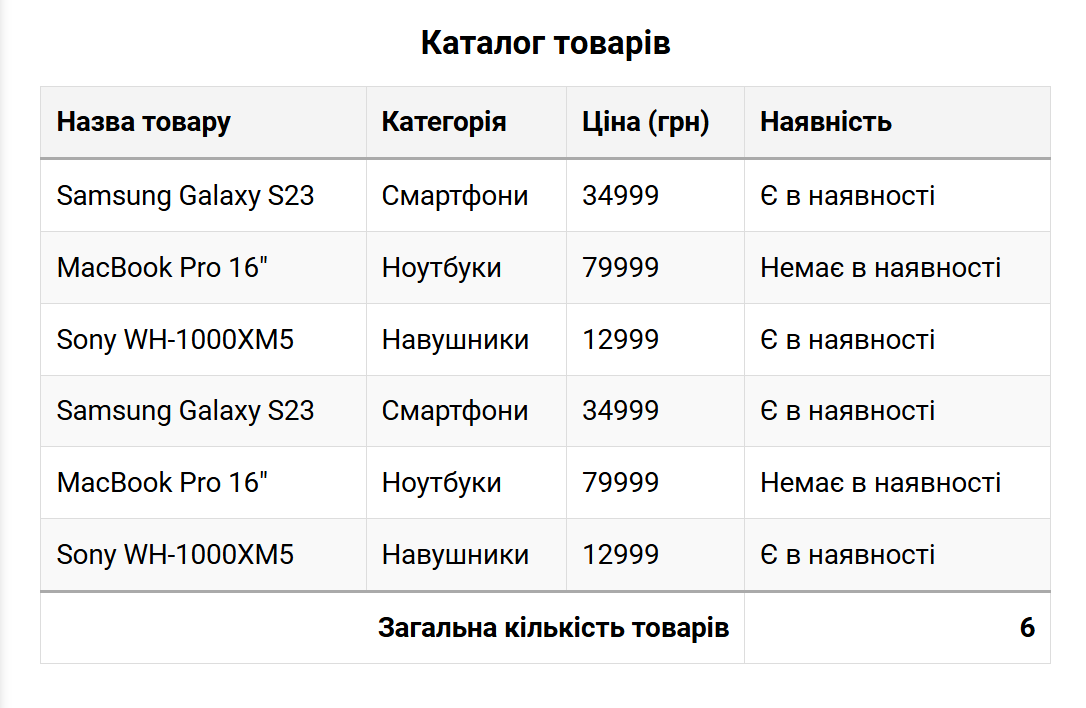 Каталог товарів
Назва товару Категорія Ціна (грн) Наявність
Samsung Galaxy S23 Смартфони 34999 Є в наявності
MacBook Pro 16" Ноутбуки 79999 Немає в наявності
Sony WH-1000XM5 Навушники 12999 Є в наявності
Samsung Galaxy S23 Смартфони 34999 Є в наявності
MacBook Pro 16" Ноутбуки 79999 Немає в наявності
Sony WH-1000XM5 Навушники 12999 Є в наявності
Загальна кількість товарів 6